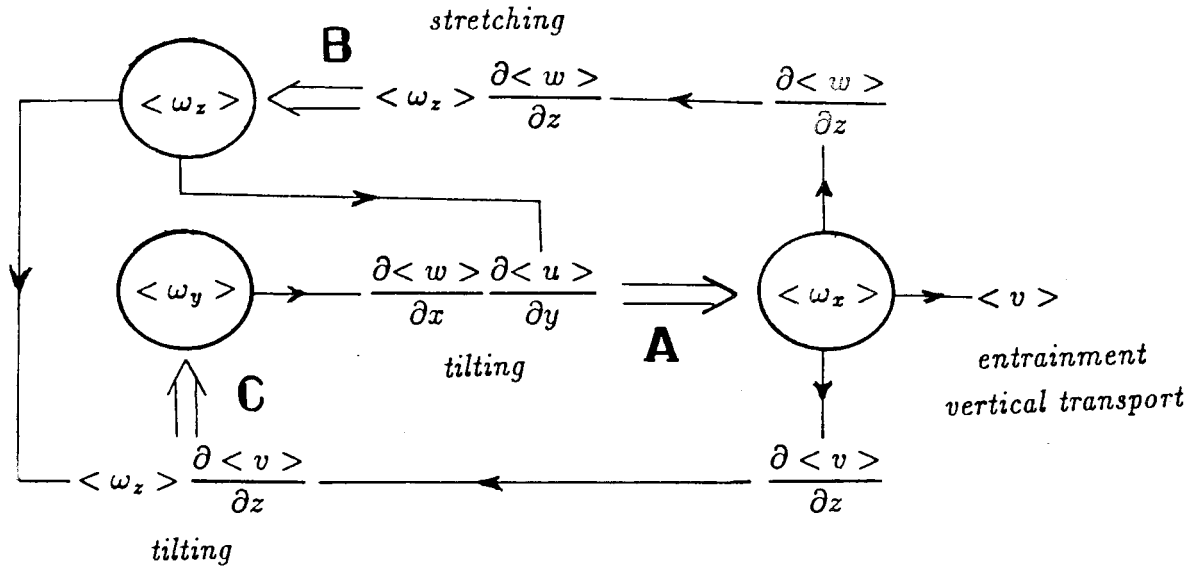 stretching
B
< ω_z >
< ω_z > ∂< w > / ∂z
∂< w > / ∂z
< ω_y >
∂< w > / ∂x ∂< u > / ∂y
< ω_x >
< v >
A
tilting
entrainment
vertical transport
C
< ω_z > ∂< v > / ∂z
∂< v > / ∂z
tilting